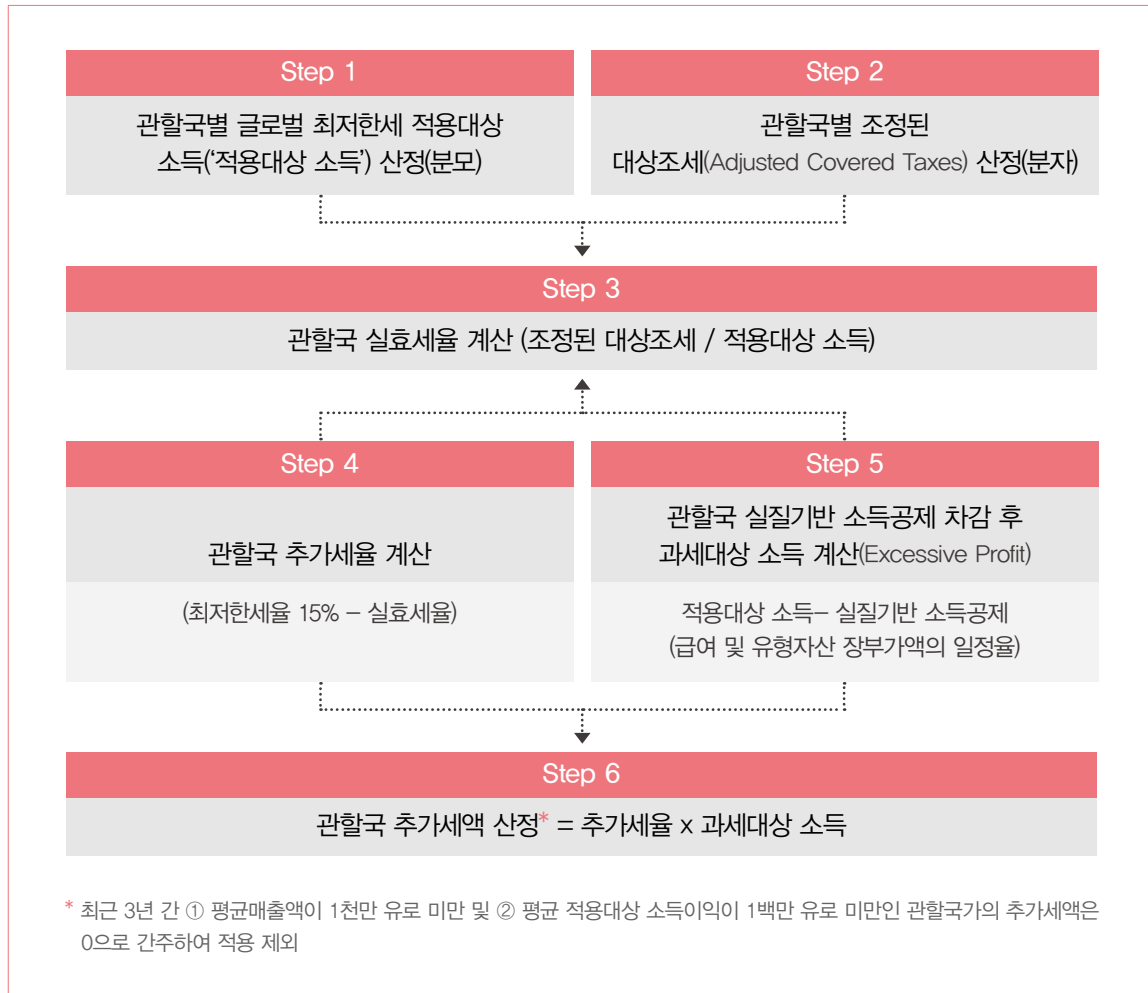 Step 1
관할국별 글로벌 최저한세 적용대상
소득(‘적용대상 소득’) 산정(분모)
Step 2
관할국별 조정된
대상조세(Adjusted Covered Taxes) 산정(분자)
Step 3
관할국 실효세율 계산 (조정된 대상조세 / 적용대상 소득)
Step 4
관할국 추가세율 계산
(최저한세율 15% – 실효세율)
Step 5
관할국 실질기반 소득공제 차감 후
과세대상 소득 계산(Excessive Profit)
적용대상 소득– 실질기반 소득공제
(급여 및 유형자산 장부가액의 일정율)
Step 6
관할국 추가세액 산정* = 추가세율 x 과세대상 소득
* 최근 3년 간 ① 평균매출액이 1천만 유로 미만 및 ② 평균 적용대상 소득이익이 1백만 유로 미만인 관할국가의 추가세액은
0으로 간주하여 적용 제외